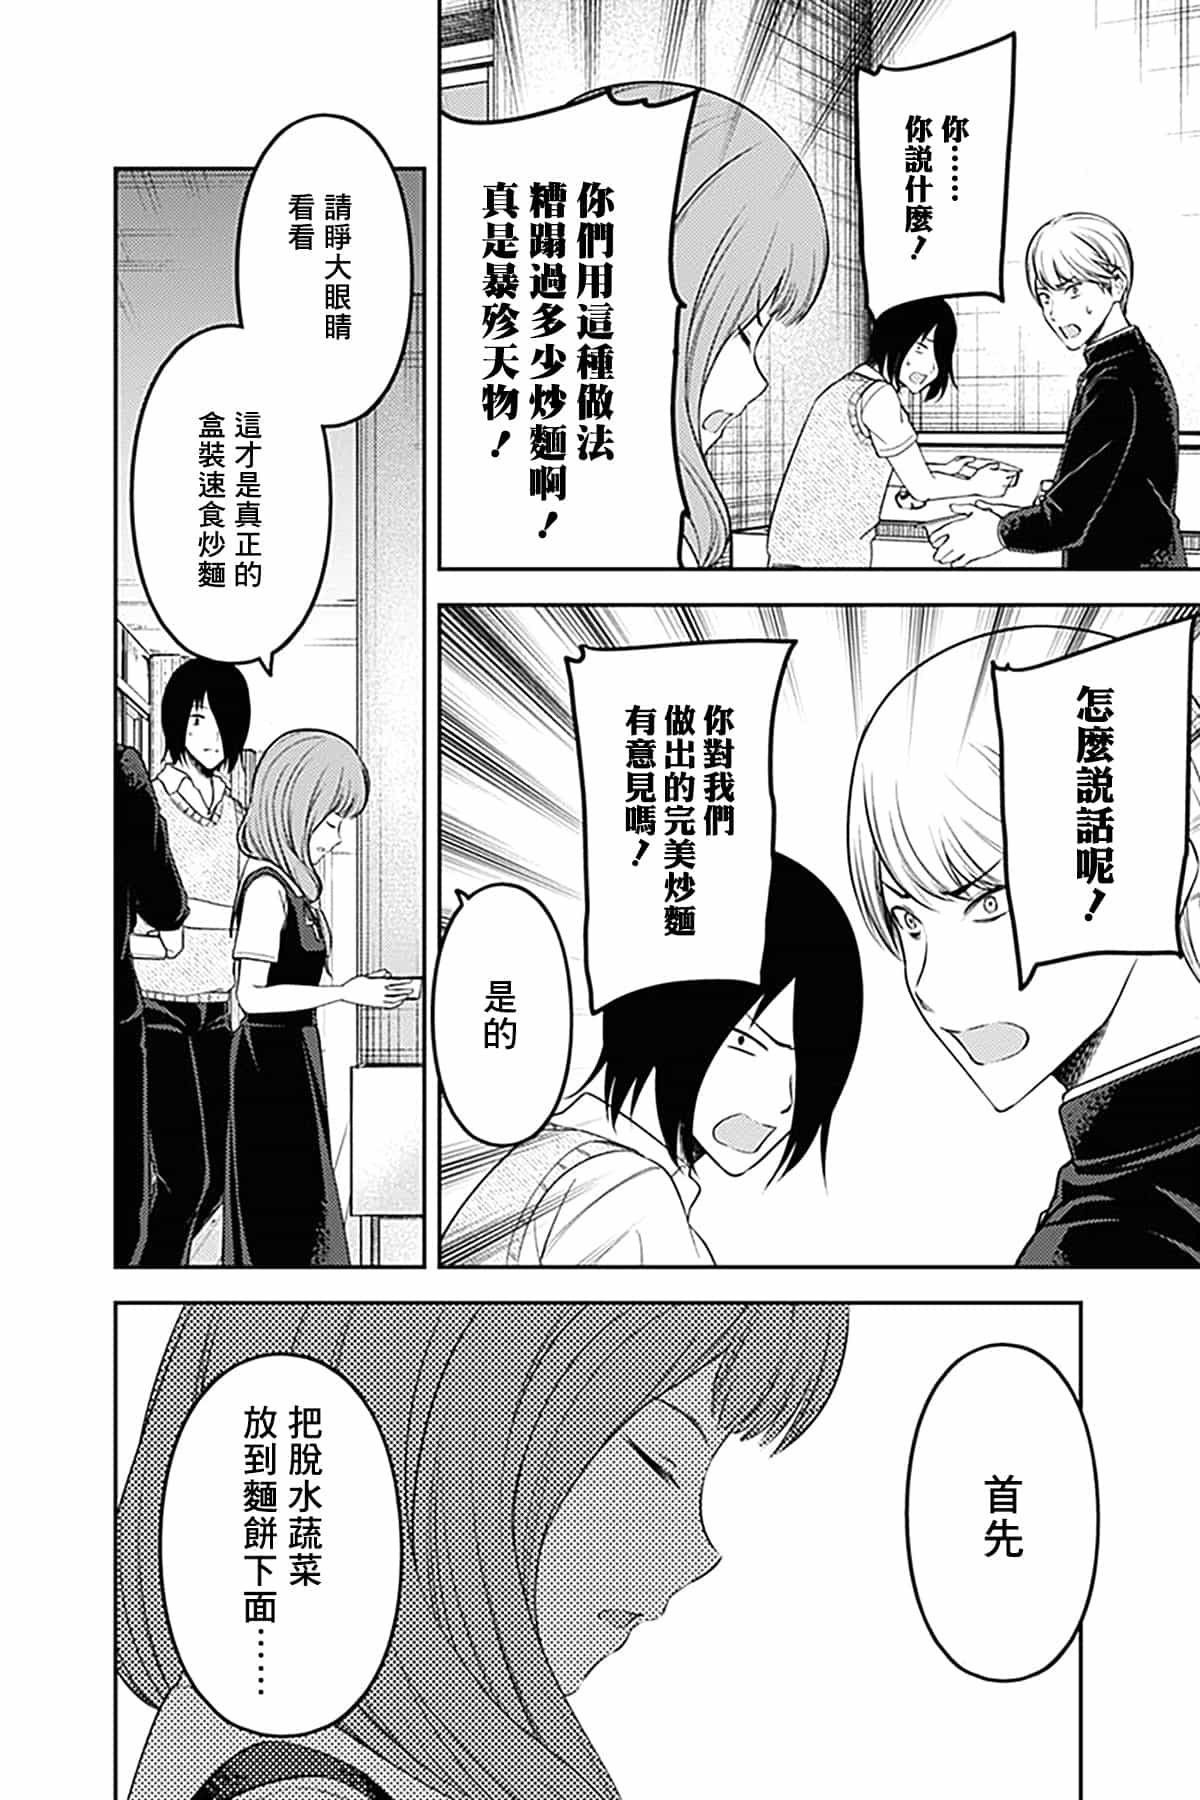 你……
你說什麼！
你們用這種做法
糟蹋過多少炒麵啊！
真是暴殄天物！
怎麼說話呢！
你對我們
做出的完美炒麵
有意見嗎！
是的
請睜大眼睛
看看
這才是真正的
盒裝速食炒麵
首先
把脫水蔬菜
放到麵餅下面……